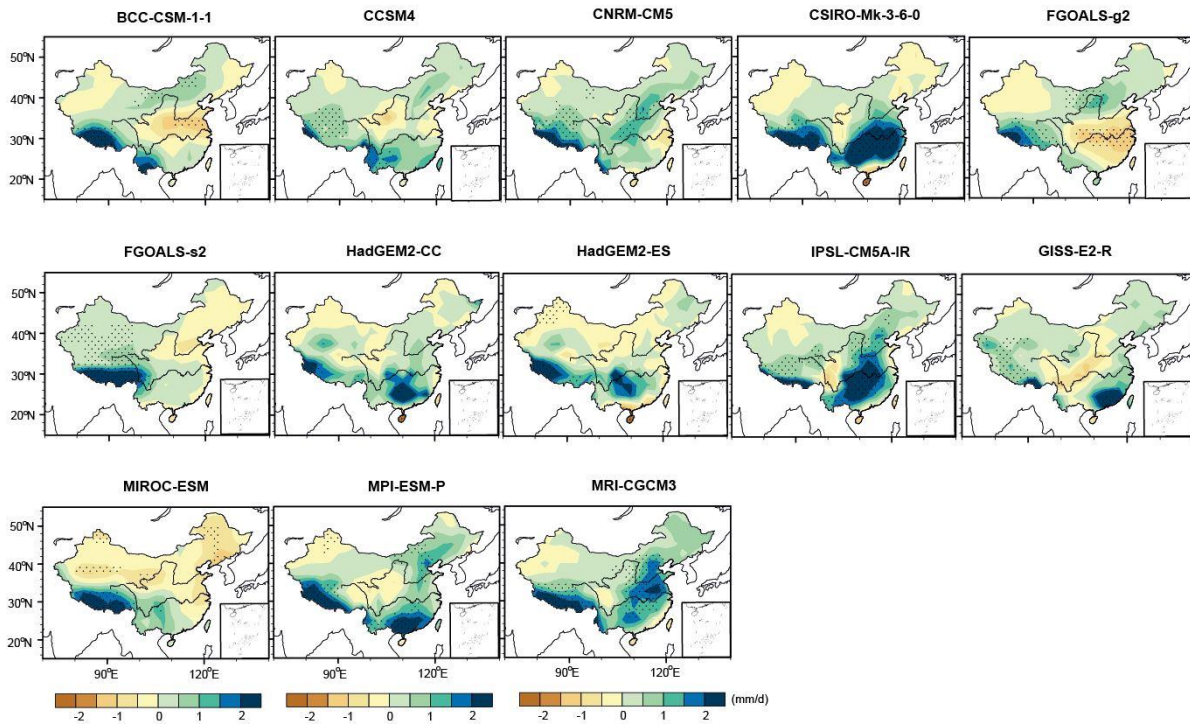 BCC-CSM-1-1 CCSM4 CNRM-CM5 CSIRO-Mk-3-6-0 FGOALS-g2
50°N
40°N
30°N
20°N
FGOALS-s2 HadGEM2-CC HadGEM2-ES IPSL-CM5A-lR GISS-E2-R
50°N
40°N
30°N
20°N
MIROC-ESM MPI-ESM-P MRI-CGCM3
50°N
40°N
30°N
20°N
90°E 120°E 90°E 120°E 90°E 120°E
-2 -1 0 1 2 -2 -1 0 1 2 -2 -1 0 1 2 (mm/d)